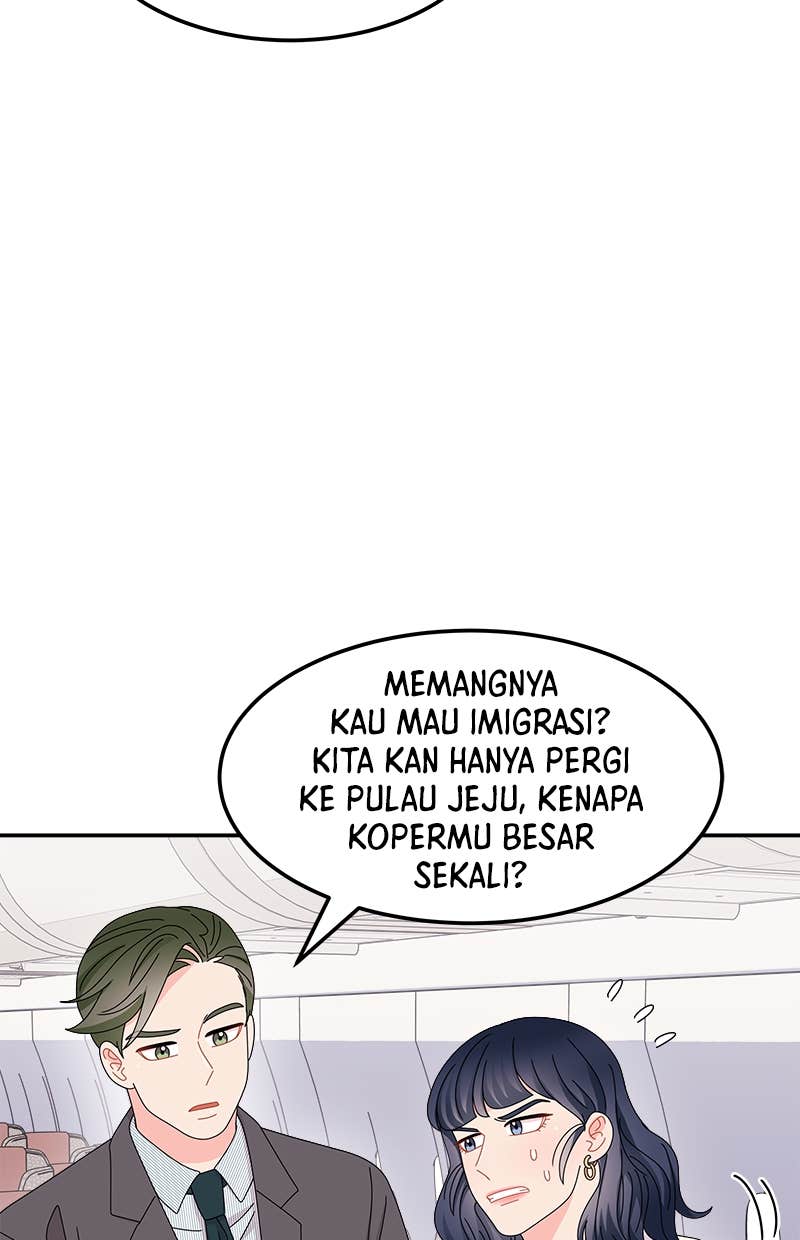 MEMANGNYA
KAU MAU IMIGRASI?
KITA KAN HANYA PERGI
KE PULAU JEJU, KENAPA
KOPERMU BESAR
SEKALI?